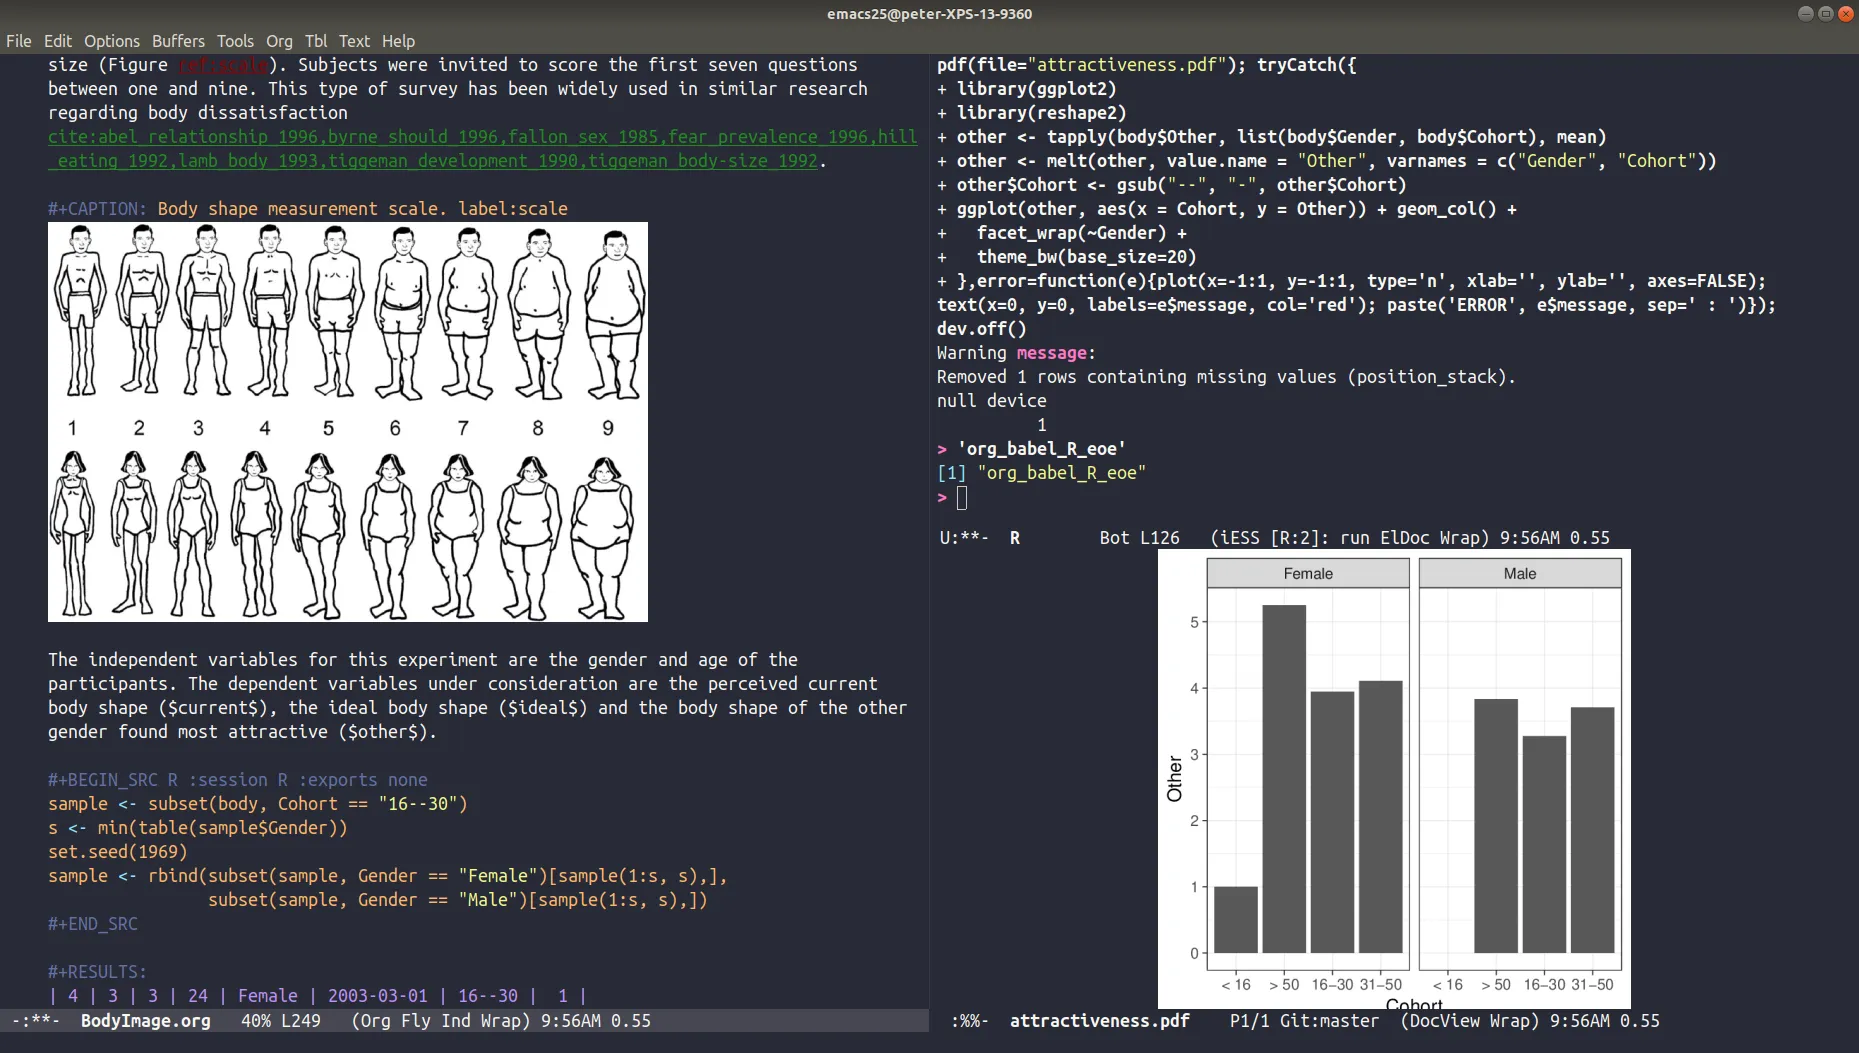 emacs25@peter-XPS-13-9360
File Edit Options Buffers Tools Org Tbl Text Help
size (Figure ref:scale). Subjects were invited to score the first seven questions
between one and nine. This type of survey has been widely used in similar research
regarding body dissatisfaction
cite:abel_relationship_1996,byrne_should_1996,fallon_sex_1985,fear_prevalence_1996,hill
_eating_1992,lamb_body_1993,tiggeman_development_1990,tiggeman_body-size_1992.
#+CAPTION: Body shape measurement scale. label:scale
1 2 3 4 5 6 7 8 9
The independent variables for this experiment are the gender and age of the
participants. The dependent variables under consideration are the perceived current
body shape ($current$), the ideal body shape ($ideal$) and the body shape of the other
gender found most attractive ($other$).
#+BEGIN_SRC R :session R :exports none
sample <- subset(body, Cohort == "16--30")
s <- min(table(sample$Gender))
set.seed(1969)
sample <- rbind(subset(sample, Gender == "Female")[sample(1:s, s),],
subset(sample, Gender == "Male")[sample(1:s, s),])
#+END_SRC
#+RESULTS:
| 4 | 3 | 3 | 24 | Female | 2003-03-01 | 16--30 | 1 |
-:**- BodyImage.org 40% L249 (Org Fly Ind Wrap) 9:56AM 0.55
pdf(file="attractiveness.pdf"); tryCatch({
+ library(ggplot2)
+ library(reshape2)
+ other <- tapply(body$Other, list(body$Gender, body$Cohort), mean)
+ other <- melt(other, value.name = "Other", varnames = c("Gender", "Cohort"))
+ other$Cohort <- gsub("--", "-", other$Cohort)
+ ggplot(other, aes(x = Cohort, y = Other)) + geom_col() +
+ facet_wrap(~Gender) +
+ theme_bw(base_size=20)
+ },error=function(e){plot(x=-1:1, y=-1:1, type='n', xlab='', ylab='', axes=FALSE);
text(x=0, y=0, labels=e$message, col='red'); paste('ERROR', e$message, sep=' : ')});
dev.off()
Warning message:
Removed 1 rows containing missing values (position_stack).
null device
1
> 'org_babel_R_eoe'
[1] "org_babel_R_eoe"
>
U:**- R Bot L126 (iESS [R:2]: run ElDoc Wrap) 9:56AM 0.55
Female Male
5
4
3
2
1
0
Other
< 16 > 50 16–30 31–50 < 16 > 50 16–30 31–50
Cohort
:%%- attractiveness.pdf P1/1 Git:master (DocView Wrap) 9:56AM 0.55